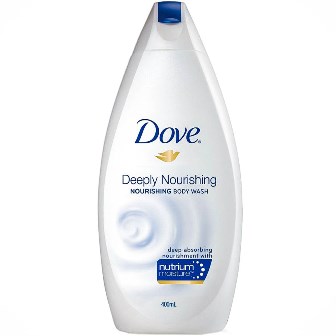 Dove
Deeply Nourishing
NOURISHING BODY WASH
deep absorbing
nourishment with
nutrium
moisture
400mL